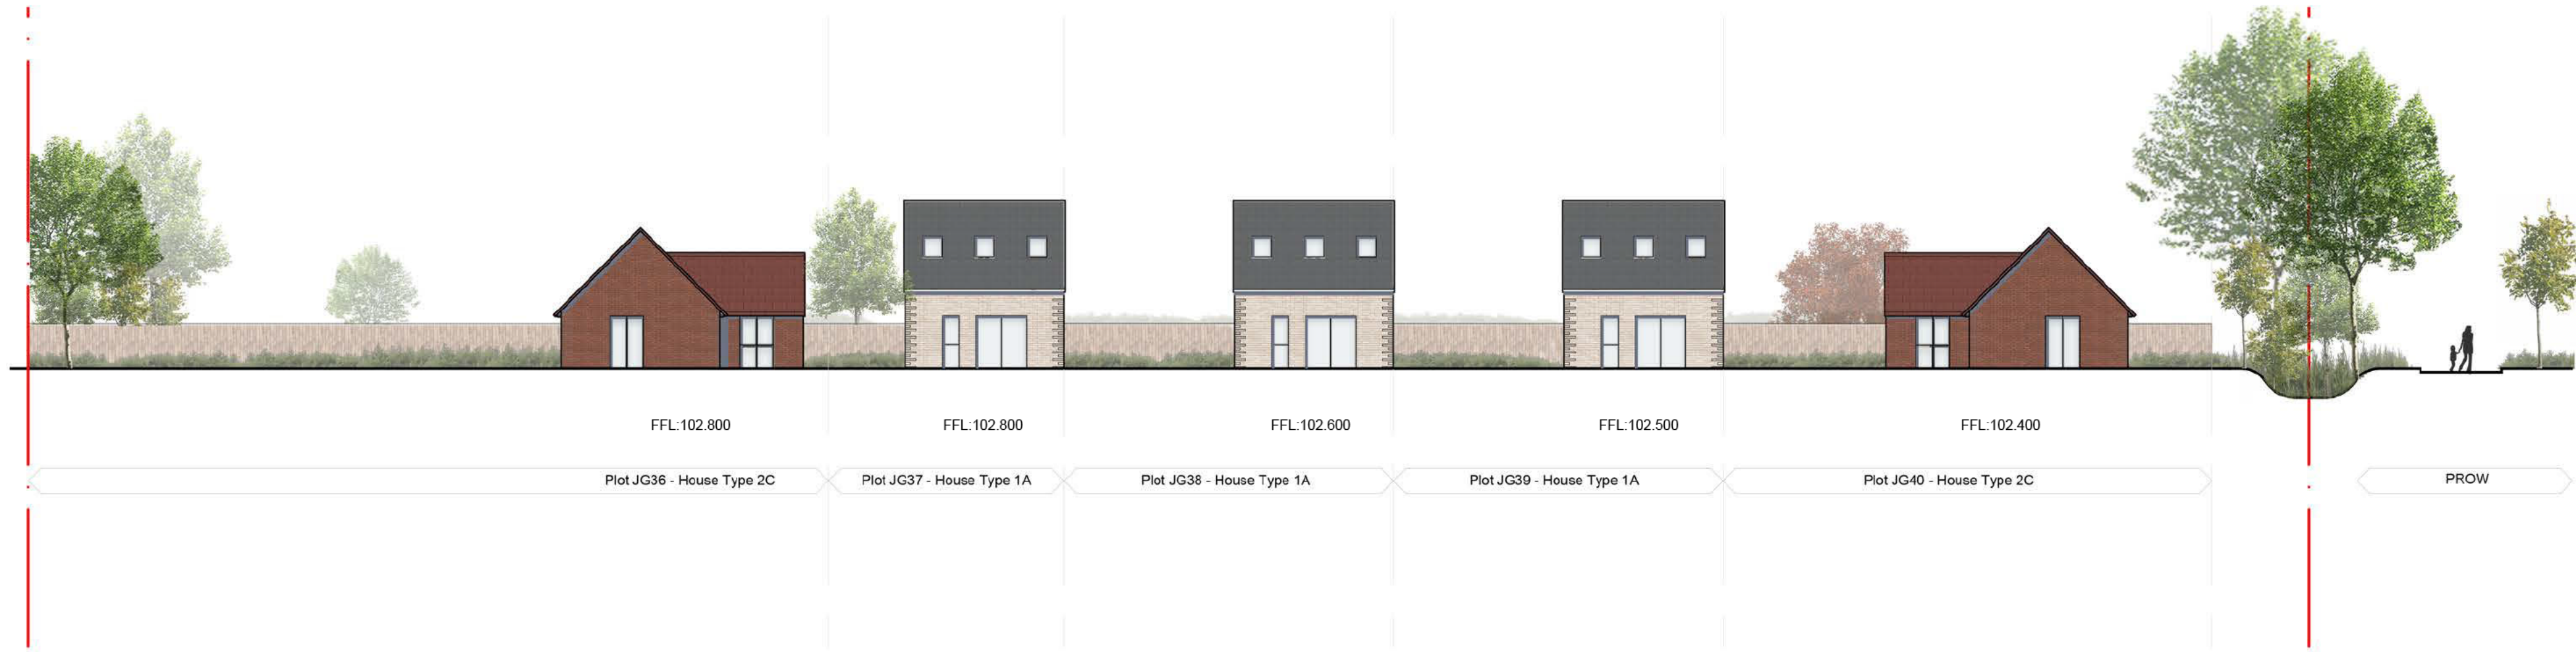 FFL:102.800
FFL:102.800
FFL:102.600
FFL:102.500
FFL:102.400
Plot JG36 - House Type 2C
Plot JG37 - House Type 1A
Plot JG38 - House Type 1A
Plot JG39 - House Type 1A
Plot JG40 - House Type 2C
PROW